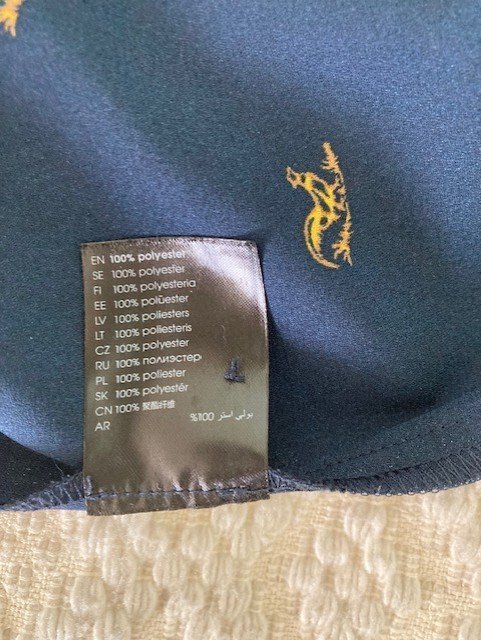 EN 100% polyester
SE 100% polyester
FI 100% polyesteria
EE 100% polüester
LV 100% poliesters
LT 100% poliesteris
CZ 100% polyester
RU 100% полиэстер
PL 100% poliester
SK 100% polyestér
CN 100% 聚酯纤维
AR بولي استر 100%